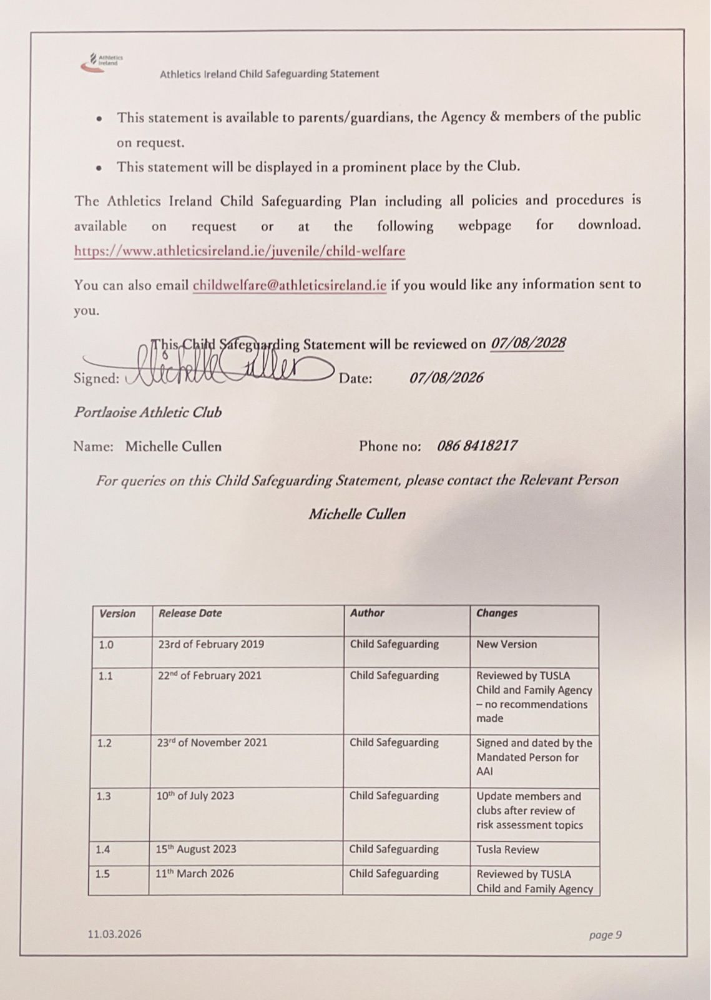 Athletics
Ireland
Athletics Ireland Child Safeguarding Statement
• This statement is available to parents/guardians, the Agency & members of the public
on request.
• This statement will be displayed in a prominent place by the Club.
The Athletics Ireland Child Safeguarding Plan including all policies and procedures is
available on request or at the following webpage for download.
https://www.athleticsireland.ie/juvenile/child-welfare
You can also email childwelfare@athleticsireland.ie if you would like any information sent to
you.
This Child Safeguarding Statement will be reviewed on 07/08/2028
Signed: Michelle Cullen Date: 07/08/2026
Portlaoise Athletic Club
Name: Michelle Cullen Phone no: 086 8418217
For queries on this Child Safeguarding Statement, please contact the Relevant Person
Michelle Cullen
Version Release Date Author Changes
1.0 23rd of February 2019 Child Safeguarding New Version
1.1 22nd of February 2021 Child Safeguarding Reviewed by TUSLA
Child and Family Agency
– no recommendations
made
1.2 23rd of November 2021 Child Safeguarding Signed and dated by the
Mandated Person for
AAI
1.3 10th of July 2023 Child Safeguarding Update members and
clubs after review of
risk assessment topics
1.4 15th August 2023 Child Safeguarding Tusla Review
1.5 11th March 2026 Child Safeguarding Reviewed by TUSLA
Child and Family Agency
11.03.2026 page 9